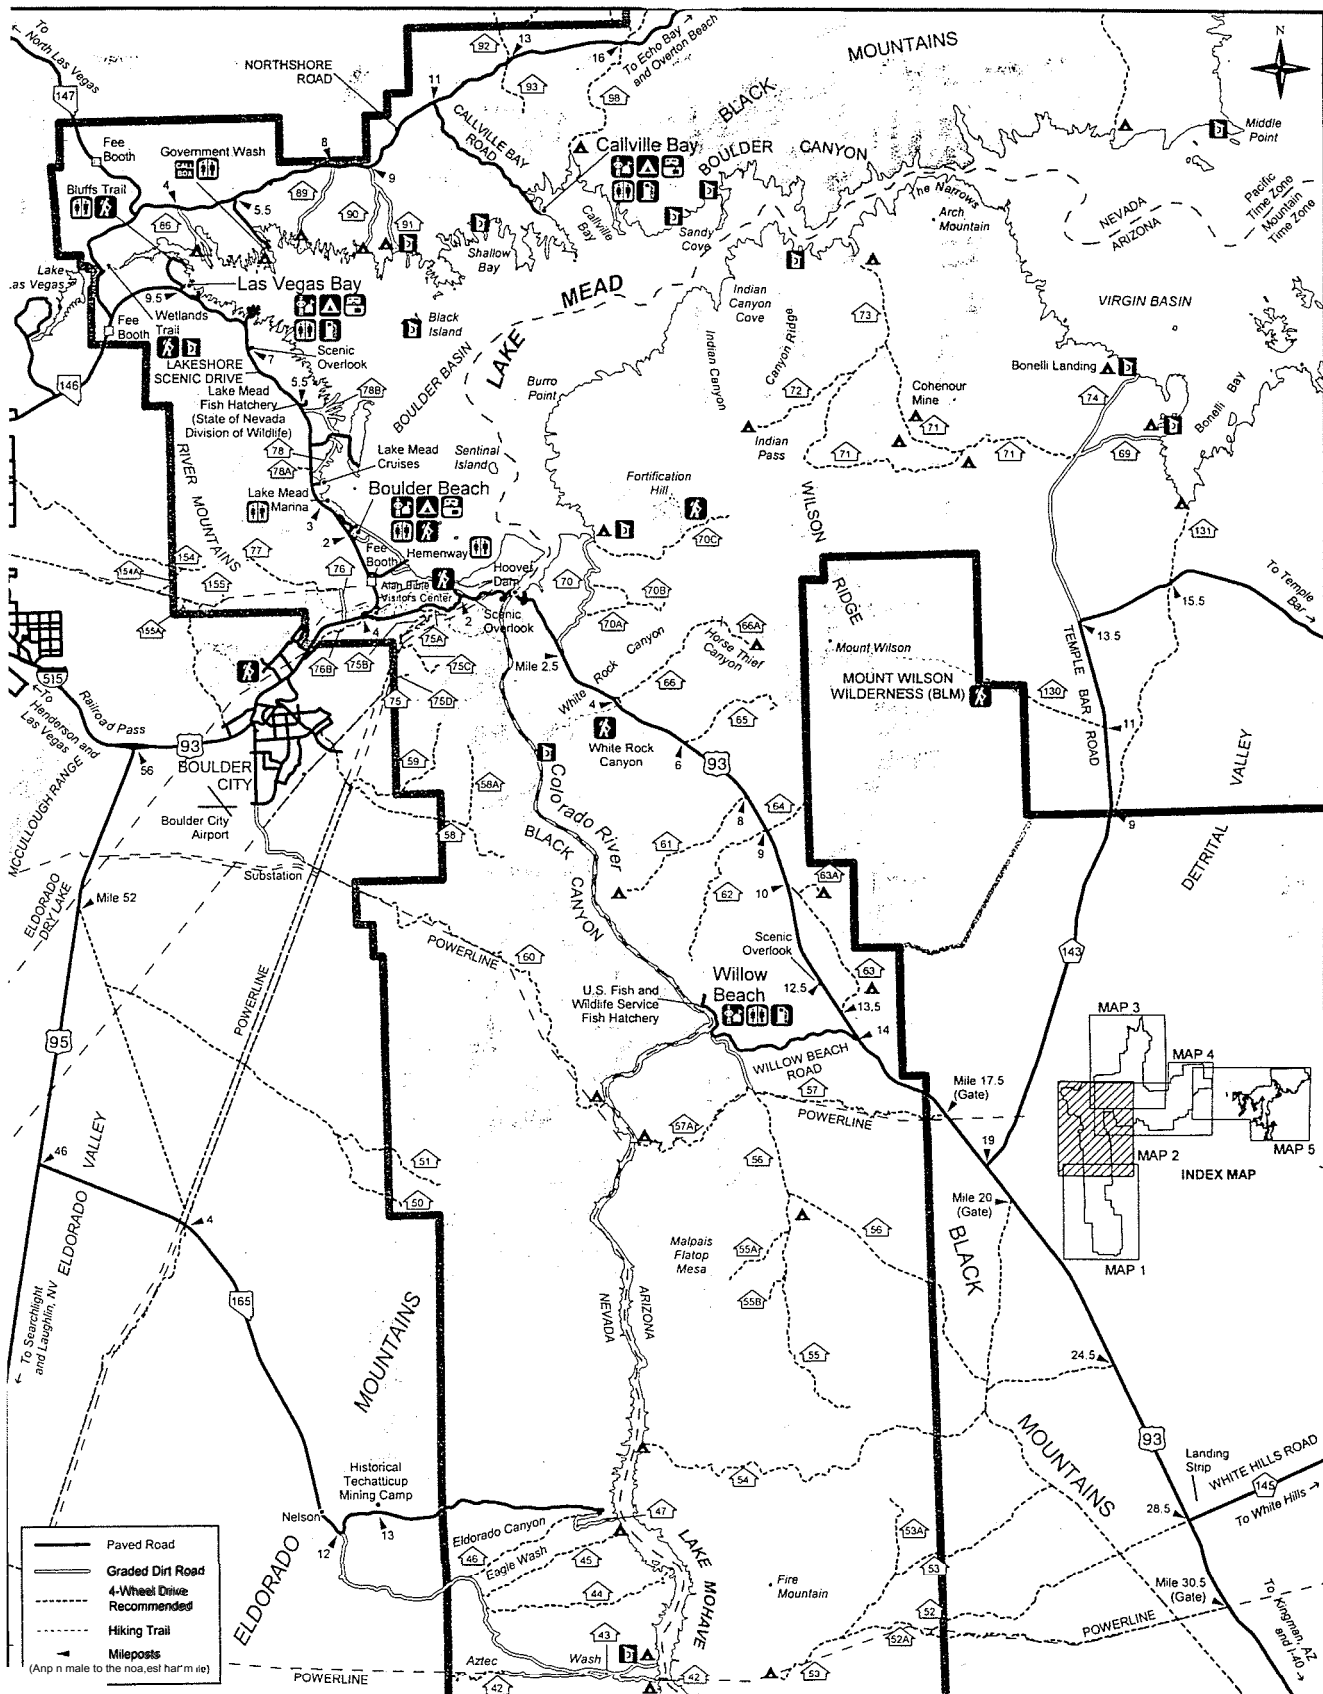 To
North Las Vegas
147
NORTHSHORE
ROAD
92
13
16
To Echo Bay
and Overton Beach
MOUNTAINS
N
11
93
98
BLACK
CALLVILLE BAY
ROAD
Middle
Point
Fee
Booth
Government Wash
CALL
BOX
8
9
Callville Bay
BOULDER CANYON
Bluffs Trail
4
5.5
86
89
90
91
The Narrows
Arch
Mountain
NEVADA
ARIZONA
Pacific
Time Zone
Mountain
Time Zone
Callville
Bay
Sandy
Cove
Shallow
Bay
Lake
Las Vegas
Las Vegas Bay
9.5
Wetlands
Trail
Fee
Booth
LAKE MEAD
Indian
Canyon
Cove
Black
Island
73
VIRGIN BASIN
LAKESHORE
SCENIC DRIVE
7
Scenic
Overlook
BOULDER BASIN
Indian Canyon
Canyon Ridge
Bonelli Landing
5.5
Lake Mead
Fish Hatchery
(State of Nevada
Division of Wildlife)
78B
146
Burro
Point
72
Cohenour
Mine
74
Bonelli Bay
Indian
Pass
71
71
71
69
RIVER MOUNTAINS
78
78A
Lake Mead
Cruises
Sentinal
Island
Boulder Beach
Lake Mead
Marina
3
2
Fortification
Hill
70C
WILSON
RIDGE
131
Fee
Booth
Hemenway
154
154A
155
77
76
Alan Bible
Visitors Center
Hoover
Dam
70
70B
70A
To Temple
Bar
15.5
155A
4
2
Scenic
Overlook
75A
75C
76B
75B
75
75D
Mile 2.5
White Rock Canyon
Horse Thief
Canyon
66A
66
Mount Wilson
MOUNT WILSON
WILDERNESS (BLM)
13.5
TEMPLE BAR ROAD
130
11
515
To
Henderson and
Las Vegas
Railroad Pass
93
56
4
White Rock
Canyon
65
6
93
VALLEY
BOULDER
CITY
59
58A
MCCULLOUGH RANGE
Boulder City
Airport
Colorado River
BLACK
CANYON
64
8
9
58
61
9
DETRITAL
Substation
63A
10
62
ELDORADO
DRY LAKE
Mile 52
POWERLINE
60
Scenic
Overlook
63
143
POWERLINE
Willow
Beach
12.5
13.5
U.S. Fish and
Wildlife Service
Fish Hatchery
14
95
WILLOW BEACH
ROAD
57
POWERLINE
Mile 17.5
(Gate)
MAP 3
MAP 4
57A
46
VALLEY
51
56
19
MAP 2
MAP 5
INDEX MAP
50
Mile 20
(Gate)
4
ELDORADO
56
55A
Malpais
Flatop
Mesa
BLACK
MAP 1
165
55B
ARIZONA
NEVADA
To Searchlight
and Laughlin, NV
55
24.5
MOUNTAINS
MOUNTAINS
93
Landing
Strip
WHITE HILLS ROAD
145
To White Hills
Historical
Techatticup
Mining Camp
54
28.5
Nelson
12
13
Eldorado Canyon
47
46
Eagle Wash
45
44
LAKE MOHAVE
53A
53
Fire
Mountain
52
52A
POWERLINE
Mile 30.5
(Gate)
To Kingman, AZ
and I-40
ELDORADO
43
Aztec Wash
42
42
53
POWERLINE
Paved Road
Graded Dirt Road
4-Wheel Drive
Recommended
Hiking Trail
Mileposts
(Anp n male to the noa,est har'm ile)